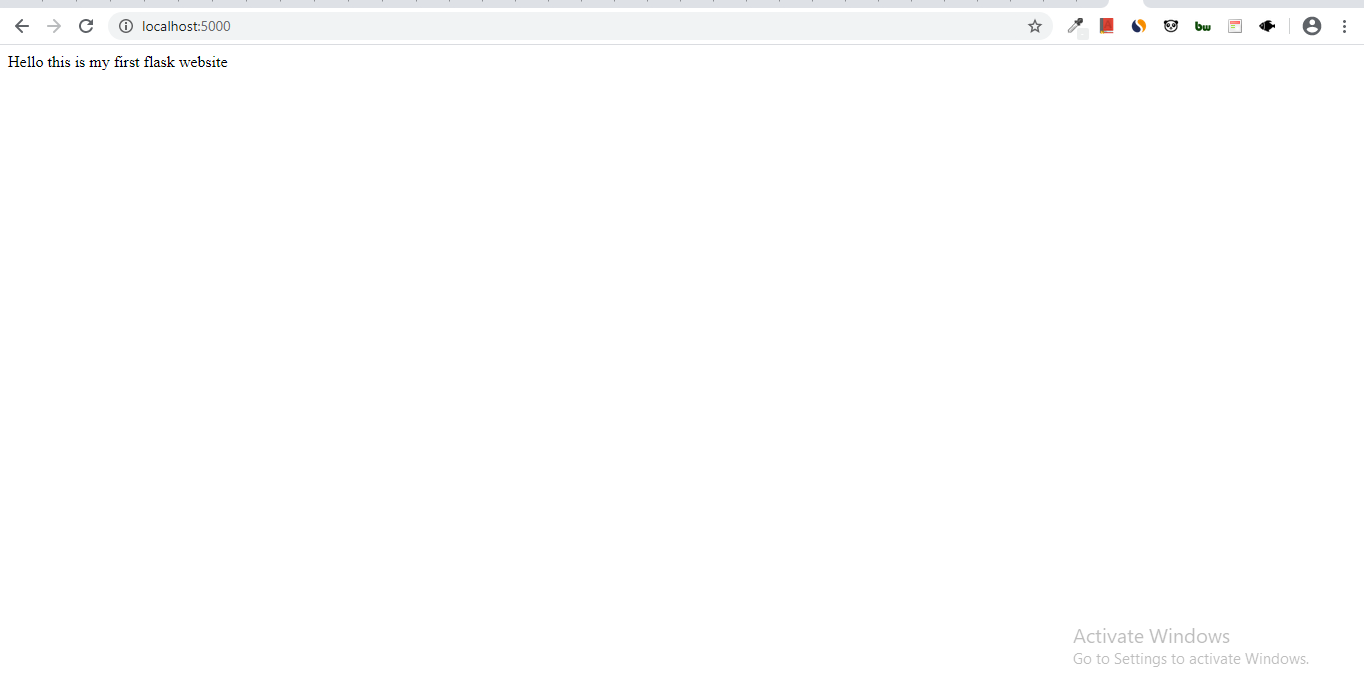 localhost:5000
bw
Hello this is my first flask website
Activate Windows
Go to Settings to activate Windows.